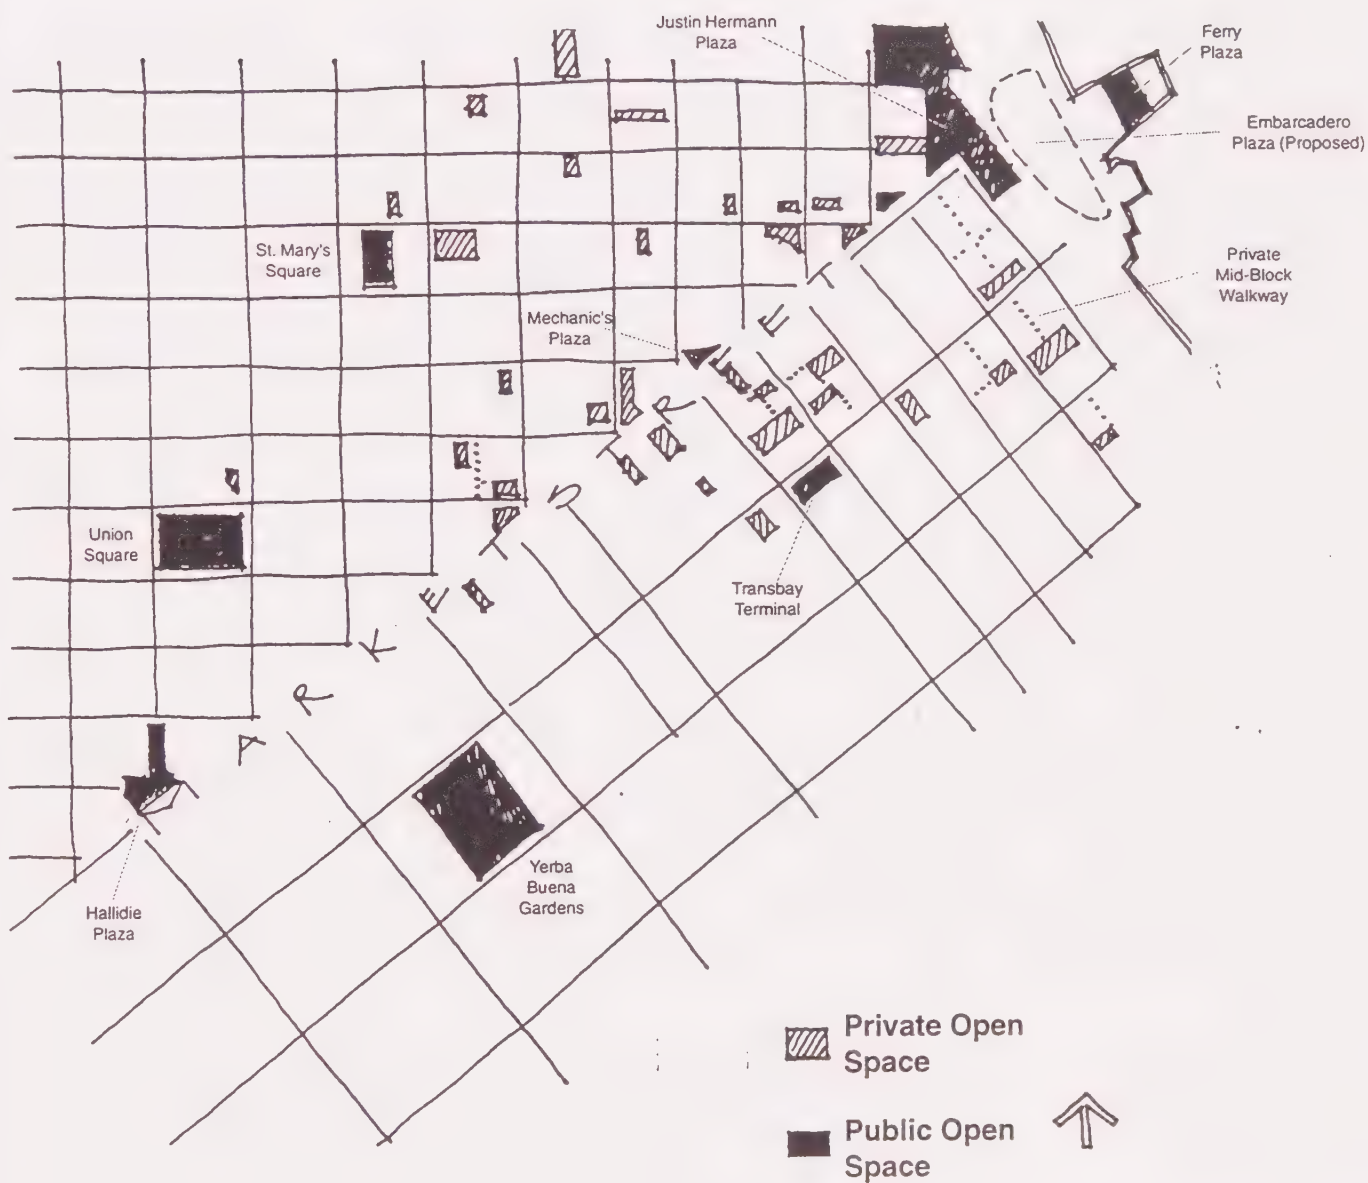 Justin Hermann
Plaza
Ferry
Plaza
Embarcadero
Plaza (Proposed)
St. Mary's
Square
Private
Mid-Block
Walkway
Mechanic's
Plaza
Union
Square
Transbay
Terminal
MARKET STREET
Yerba
Buena
Gardens
Hallidie
Plaza
Private Open
Space
Public Open
Space